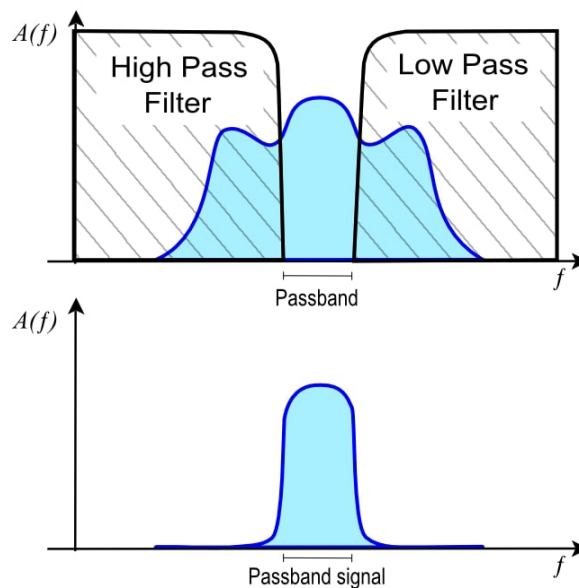 A(f)
High Pass
Filter
Low Pass
Filter
f
Passband
A(f)
f
Passband signal